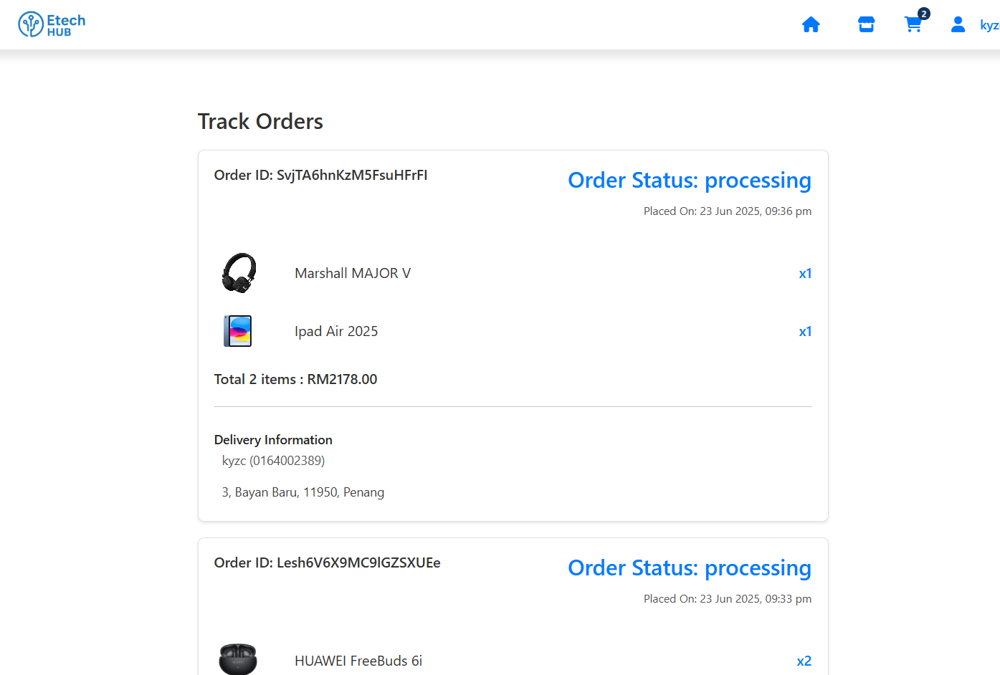 Etech
HUB
2
kyz
Track Orders
Order ID: SvjTA6hnKzM5FsuHFrFI
Order Status: processing
Placed On: 23 Jun 2025, 09:36 pm
Marshall MAJOR V
x1
Ipad Air 2025
x1
Total 2 items : RM2178.00
Delivery Information
kyzc (0164002389)
3, Bayan Baru, 11950, Penang
Order ID: Lesh6V6X9MC9lGZSXUEe
Order Status: processing
Placed On: 23 Jun 2025, 09:33 pm
HUAWEI FreeBuds 6i
x2